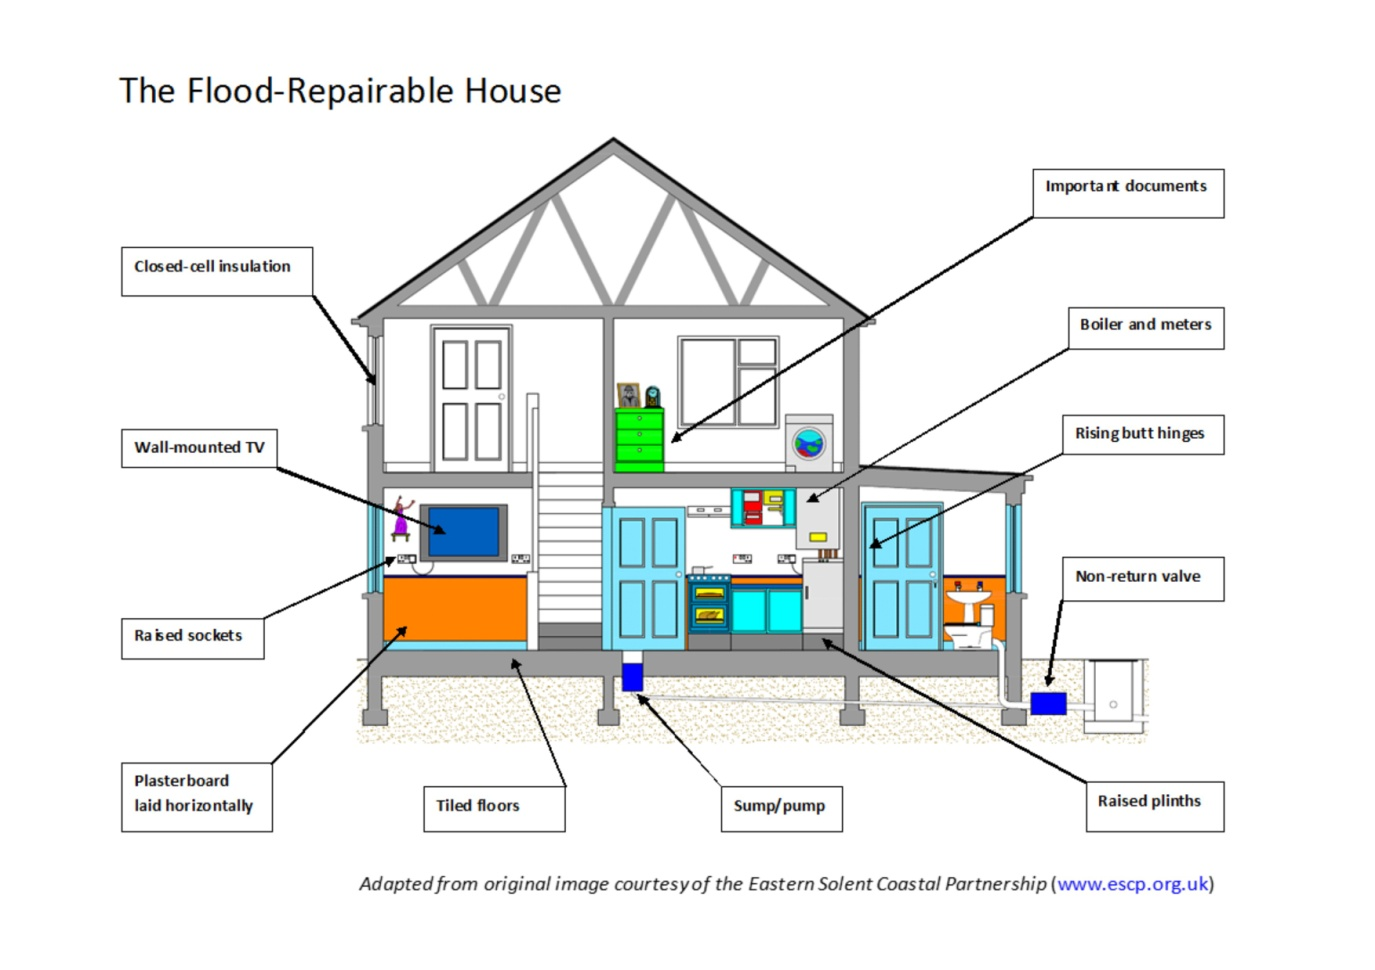 The Flood-Repairable House
Important documents
Closed-cell insulation
Boiler and meters
Wall-mounted TV
Rising butt hinges
Non-return valve
Raised sockets
Plasterboard
laid horizontally
Tiled floors
Sump/pump
Raised plinths
Adapted from original image courtesy of the Eastern Solent Coastal Partnership (www.escp.org.uk)